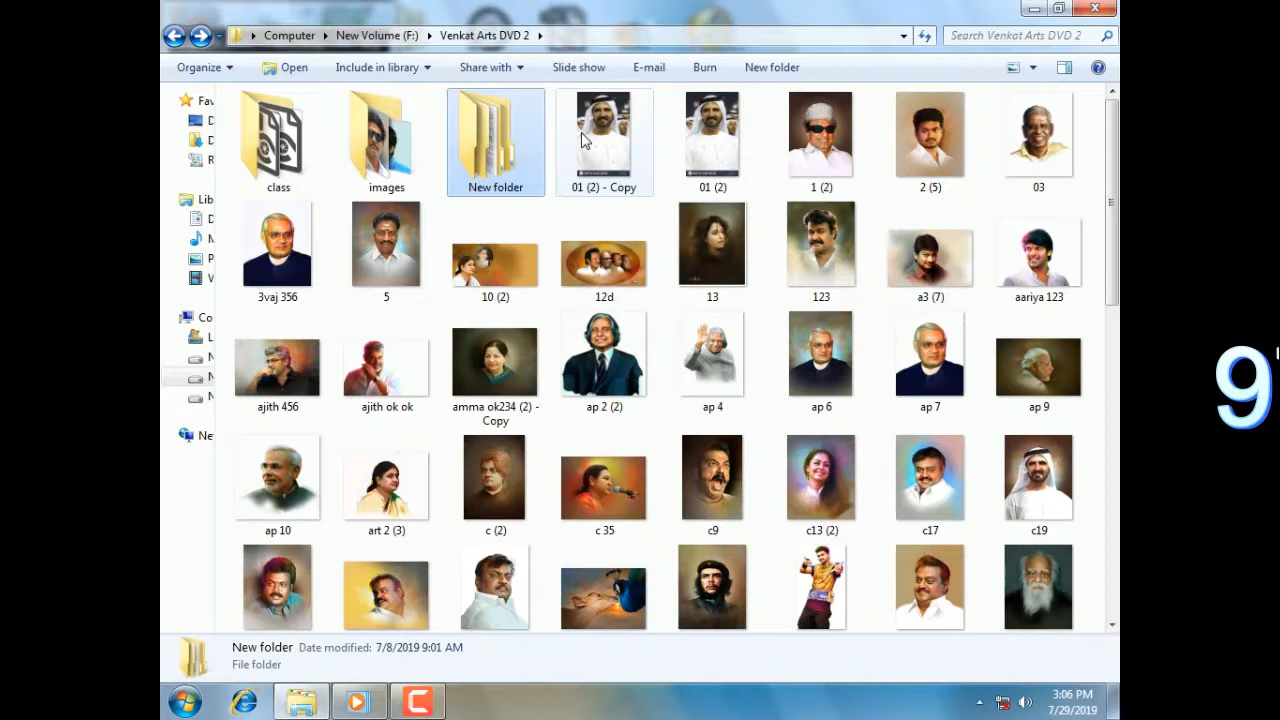 Computer New Volume (F:) Venkat Arts DVD 2
Search Venkat Arts DVD 2
Organize Open Include in library Share with Slide show E-mail Burn New folder
Fav
D
D
R
Lib
D
M
P
V
Co
L
N
N
N
Ne
class
images
New folder
01 (2) - Copy
01 (2)
1 (2)
2 (5)
03
3vaj 356
5
10 (2)
12d
13
123
a3 (7)
aariya 123
ajith 456
ajith ok ok
amma ok234 (2) -
Copy
ap 2 (2)
ap 4
ap 6
ap 7
ap 9
ap 10
art 2 (3)
c (2)
c 35
c9
c13 (2)
c17
c19
New folder Date modified: 7/8/2019 9:01 AM
File folder
3:06 PM
7/29/2019
9